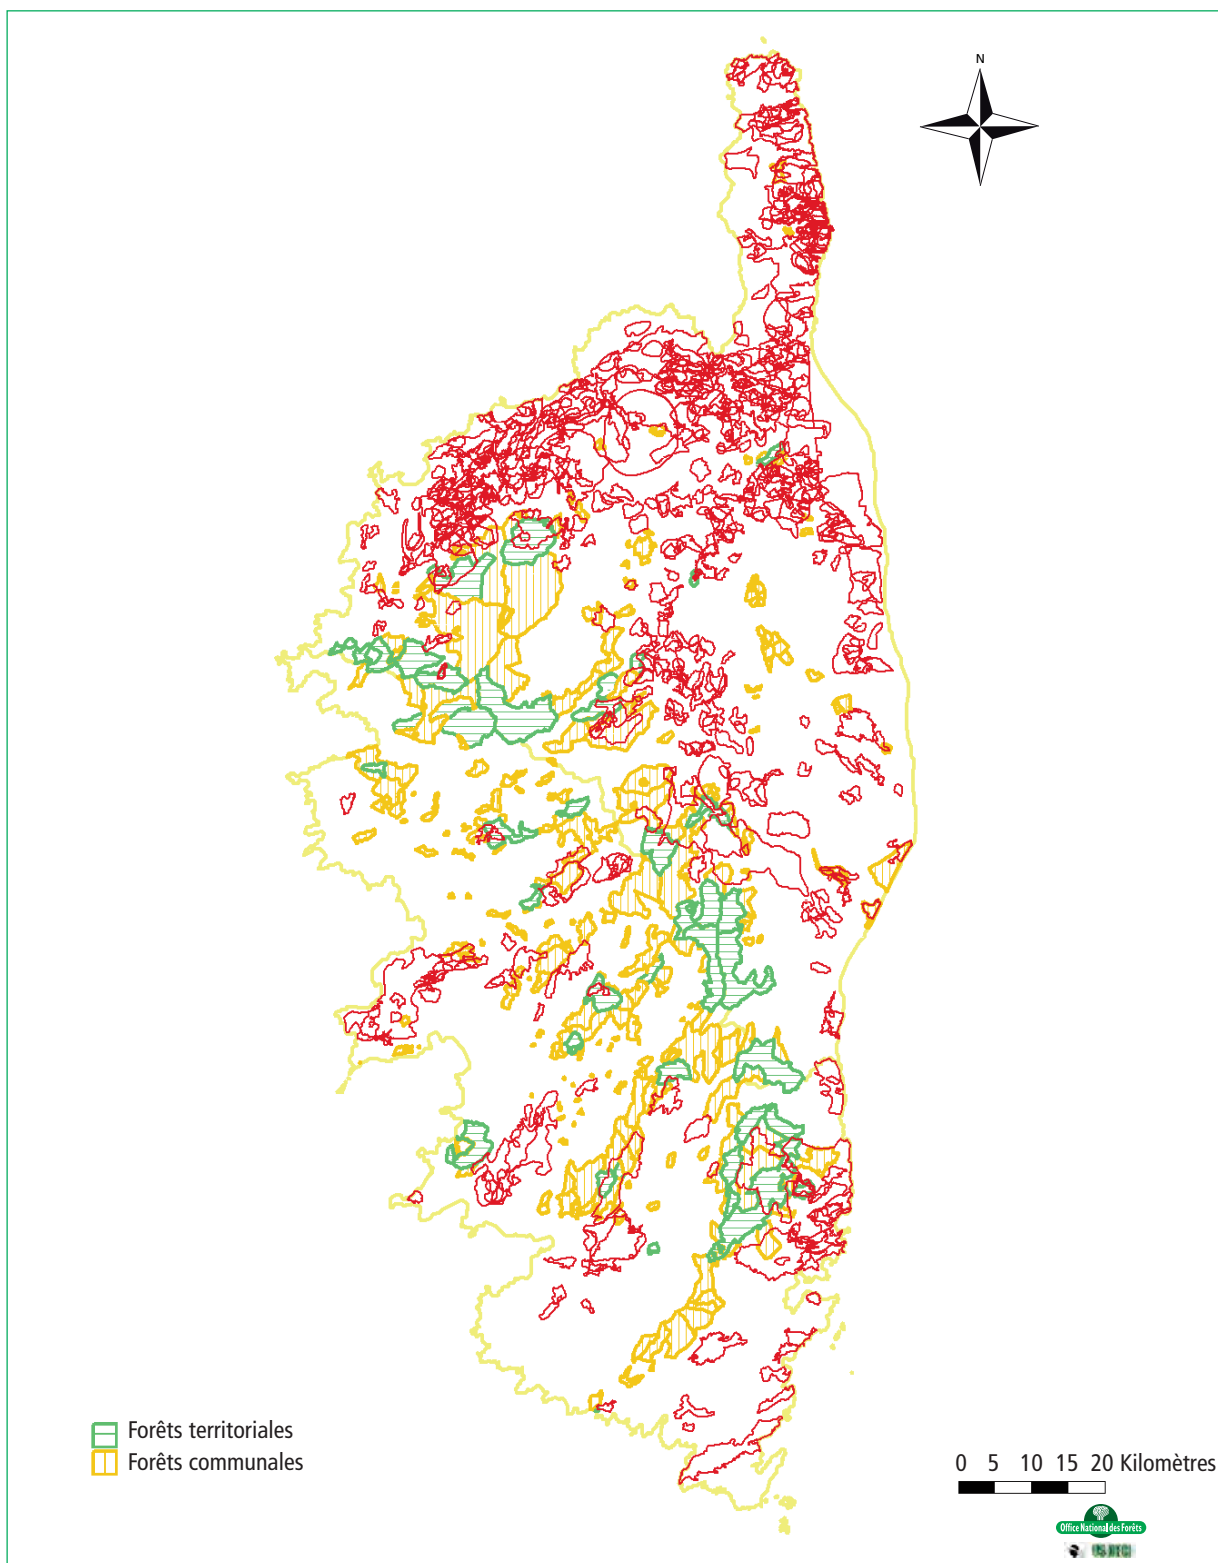 N
Forêts territoriales
Forêts communales
0 5 10 15 20 Kilomètres
Office National des Forêts